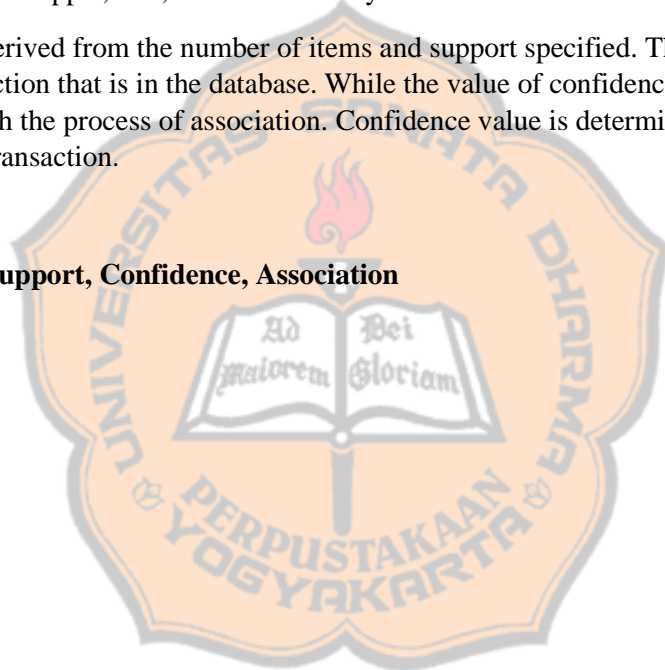 erived from the number of items and support specified. Th
ction that is in the database. While the value of confidenc
h the process of association. Confidence value is determi
ransaction.
upport, Confidence, Association
UNIVERSITAS SANATA DHARMA
Ad Dei
Maiorem Gloriam
PERPUSTAKAAN
YOGYAKARTA